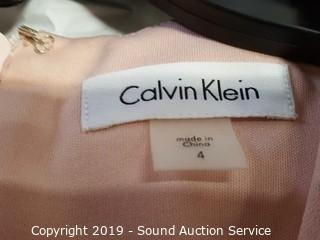 Calvin Klein
made in
China
4
Copyright 2019 - Sound Auction Service